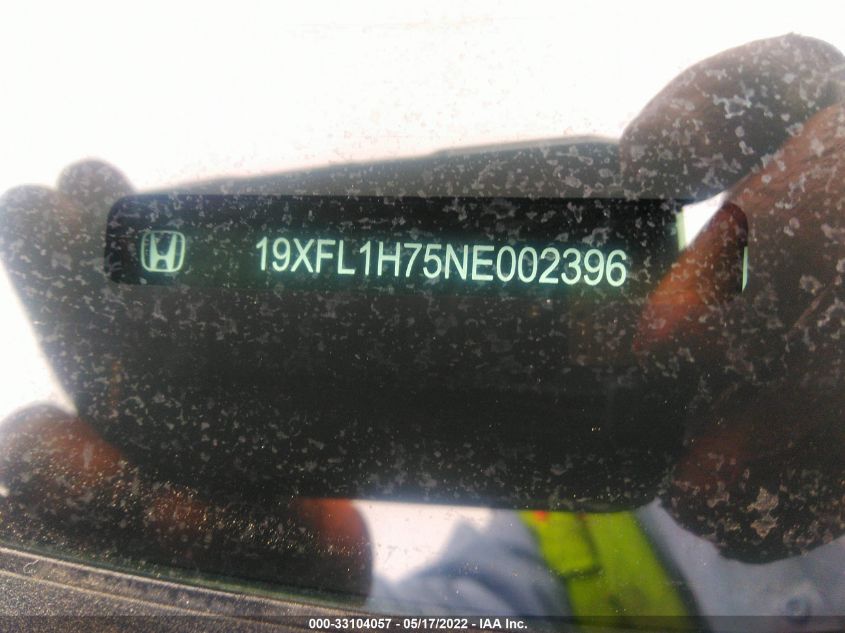 19XFL1H75NE002396
000-33104057 - 05/17/2022 - IAA Inc.